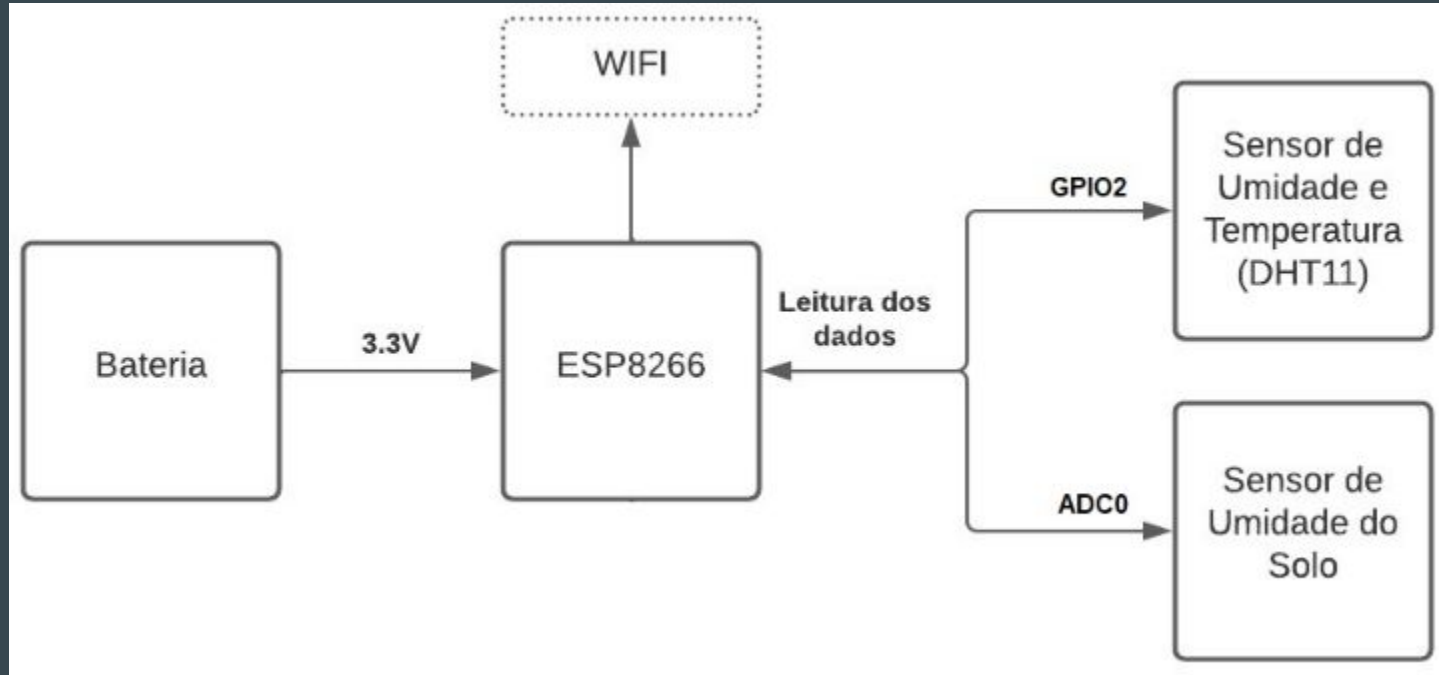 WIFI
Bateria
3.3V
ESP8266
Leitura dos
dados
GPIO2
Sensor de
Umidade e
Temperatura
(DHT11)
ADC0
Sensor de
Umidade do
Solo